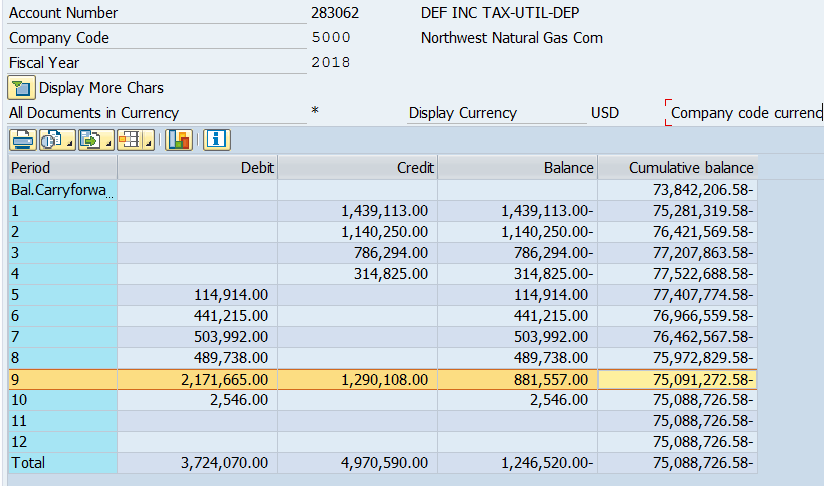 Account Number 283062 DEF INC TAX-UTIL-DEP
Company Code 5000 Northwest Natural Gas Com
Fiscal Year 2018
Display More Chars
All Documents in Currency * Display Currency USD Company code currenc
Period Debit Credit Balance Cumulative balance
Bal.Carryforwa... 73,842,206.58-
1 1,439,113.00 1,439,113.00- 75,281,319.58-
2 1,140,250.00 1,140,250.00- 76,421,569.58-
3 786,294.00 786,294.00- 77,207,863.58-
4 314,825.00 314,825.00- 77,522,688.58-
5 114,914.00 114,914.00 77,407,774.58-
6 441,215.00 441,215.00 76,966,559.58-
7 503,992.00 503,992.00 76,462,567.58-
8 489,738.00 489,738.00 75,972,829.58-
9 2,171,665.00 1,290,108.00 881,557.00 75,091,272.58-
10 2,546.00 2,546.00 75,088,726.58-
11 75,088,726.58-
12 75,088,726.58-
Total 3,724,070.00 4,970,590.00 1,246,520.00- 75,088,726.58-